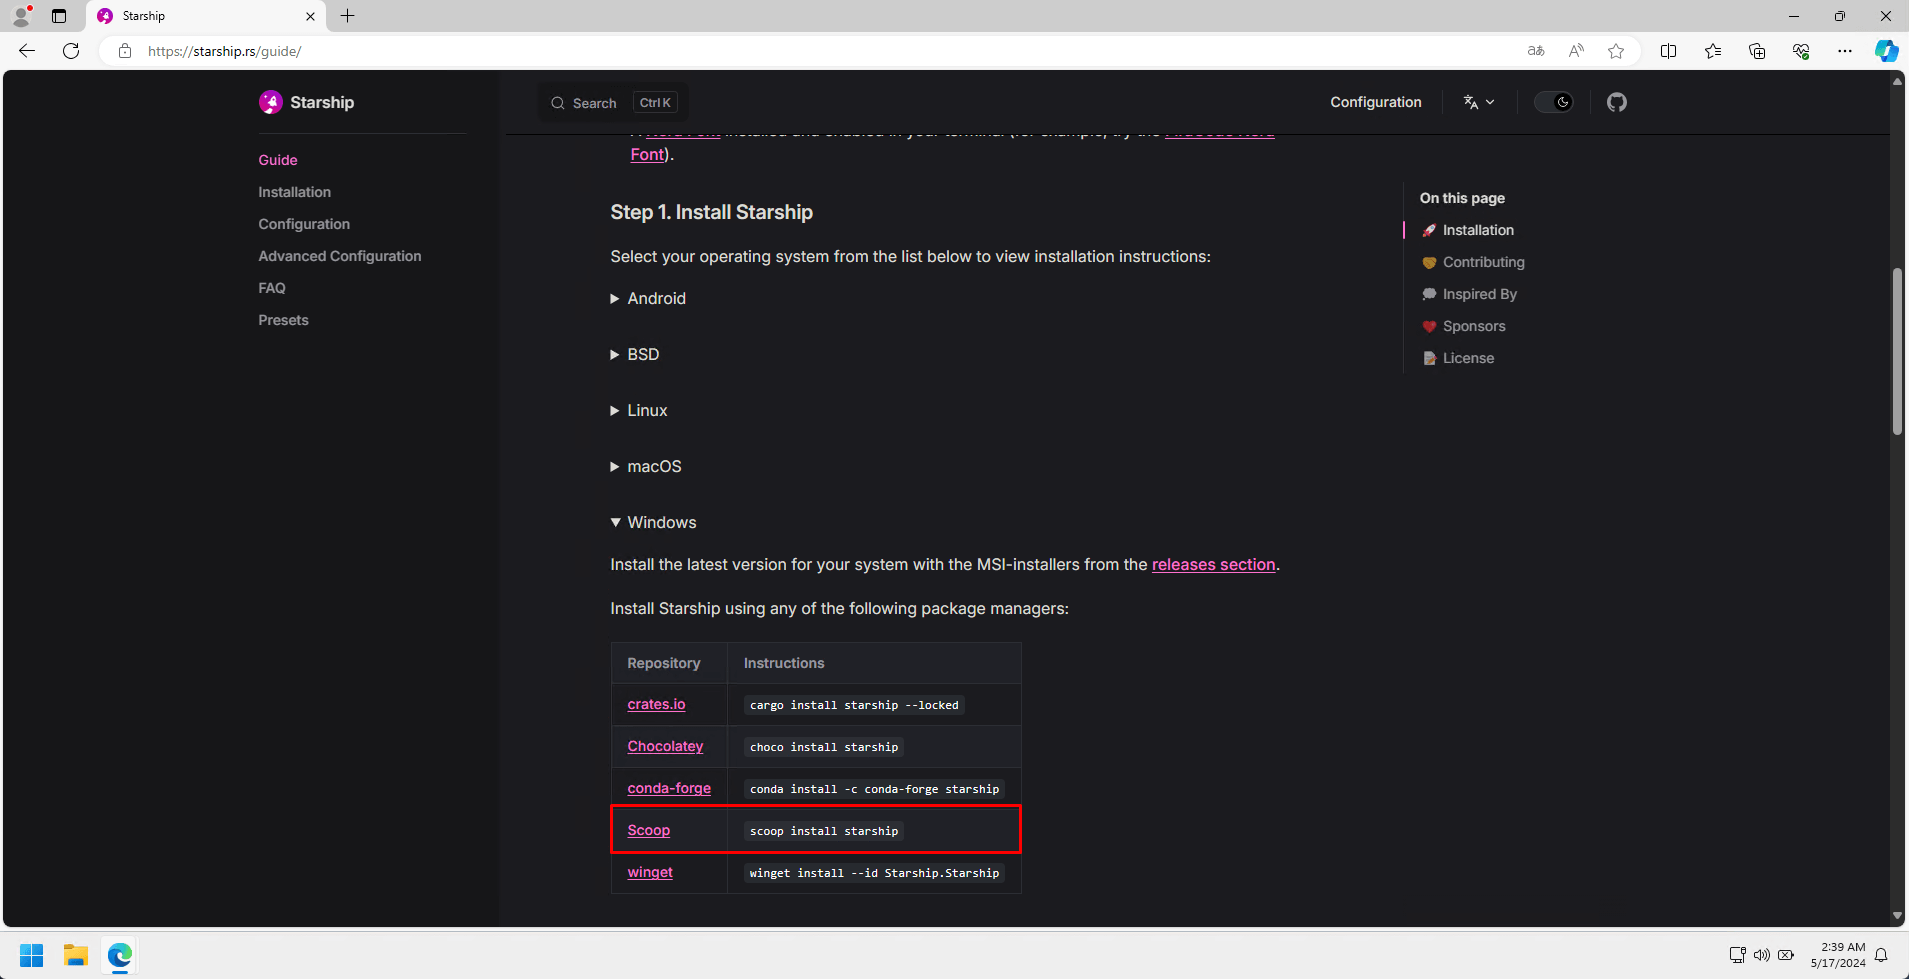 Starship
https://starship.rs/guide/
Starship
Search Ctrl K
Configuration
Guide
Installation
Configuration
Advanced Configuration
FAQ
Presets
Font).
Step 1. Install Starship
Select your operating system from the list below to view installation instructions:
Android
BSD
Linux
macOS
Windows
Install the latest version for your system with the MSI-installers from the releases section.
Install Starship using any of the following package managers:
Repository Instructions
crates.io cargo install starship --locked
Chocolatey choco install starship
conda-forge conda install -c conda-forge starship
Scoop scoop install starship
winget winget install --id Starship.Starship
On this page
🚀 Installation
Contributing
Inspired By
Sponsors
License
2:39 AM
5/17/2024